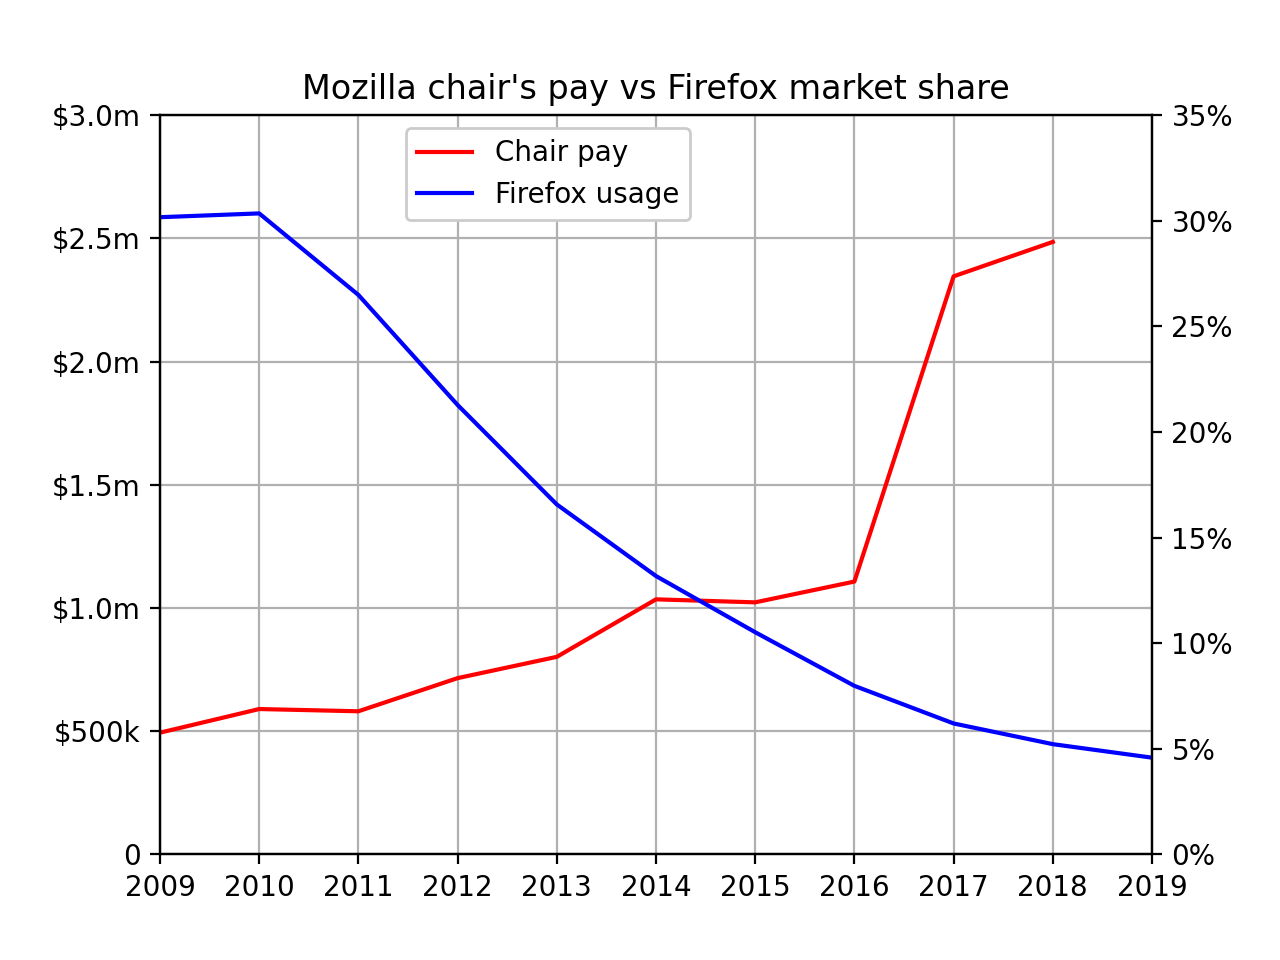 Mozilla chair's pay vs Firefox market share
$3.0m
$2.5m
$2.0m
$1.5m
$1.0m
$500k
0
Chair pay
Firefox usage
35%
30%
25%
20%
15%
10%
5%
0%
2009 2010 2011 2012 2013 2014 2015 2016 2017 2018 2019